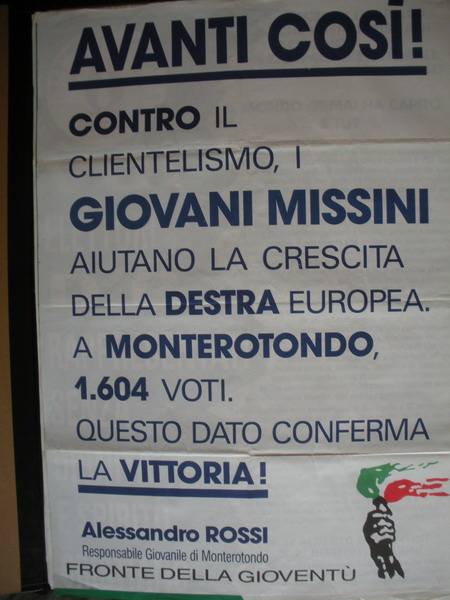 AVANTI COSÌ!
CONTRO IL
CLIENTELISMO, I
GIOVANI MISSINI
AIUTANO LA CRESCITA
DELLA DESTRA EUROPEA.
A MONTEROTONDO,
1.604 VOTI.
QUESTO DATO CONFERMA
LA VITTORIA!
Alessandro ROSSI
Responsabile Giovanile di Monterotondo
FRONTE DELLA GIOVENTÙ